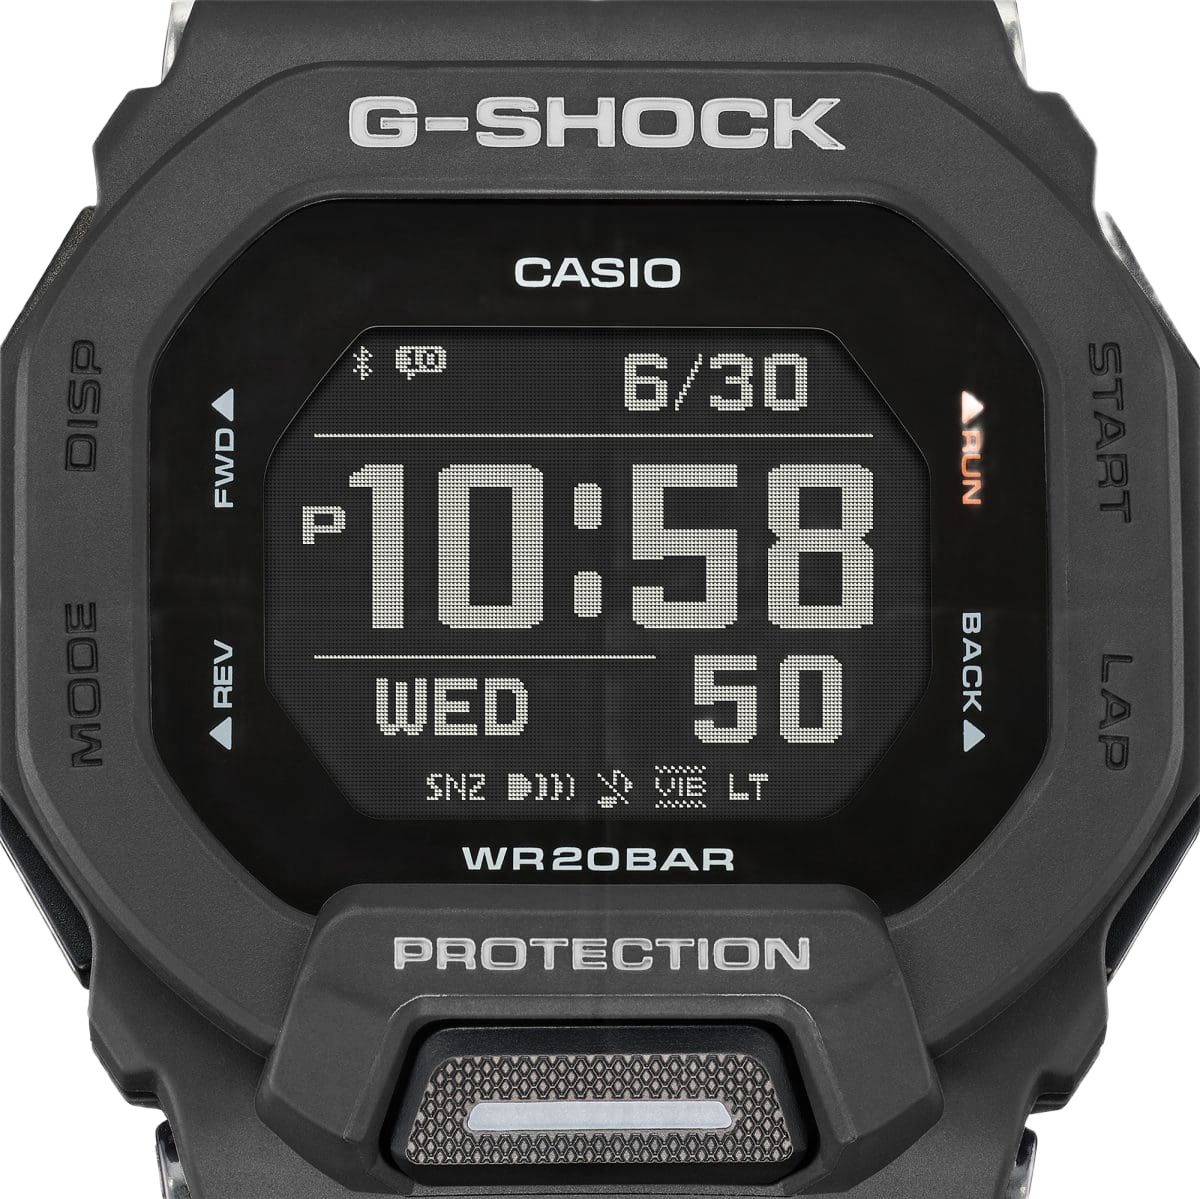 G-SHOCK
CASIO
DISP
FWD
START
RUN
10
6/30
P 10:58
WED 50
SNZ VIB LT
MODE
REV
LAP
BACK
WR20BAR
PROTECTION